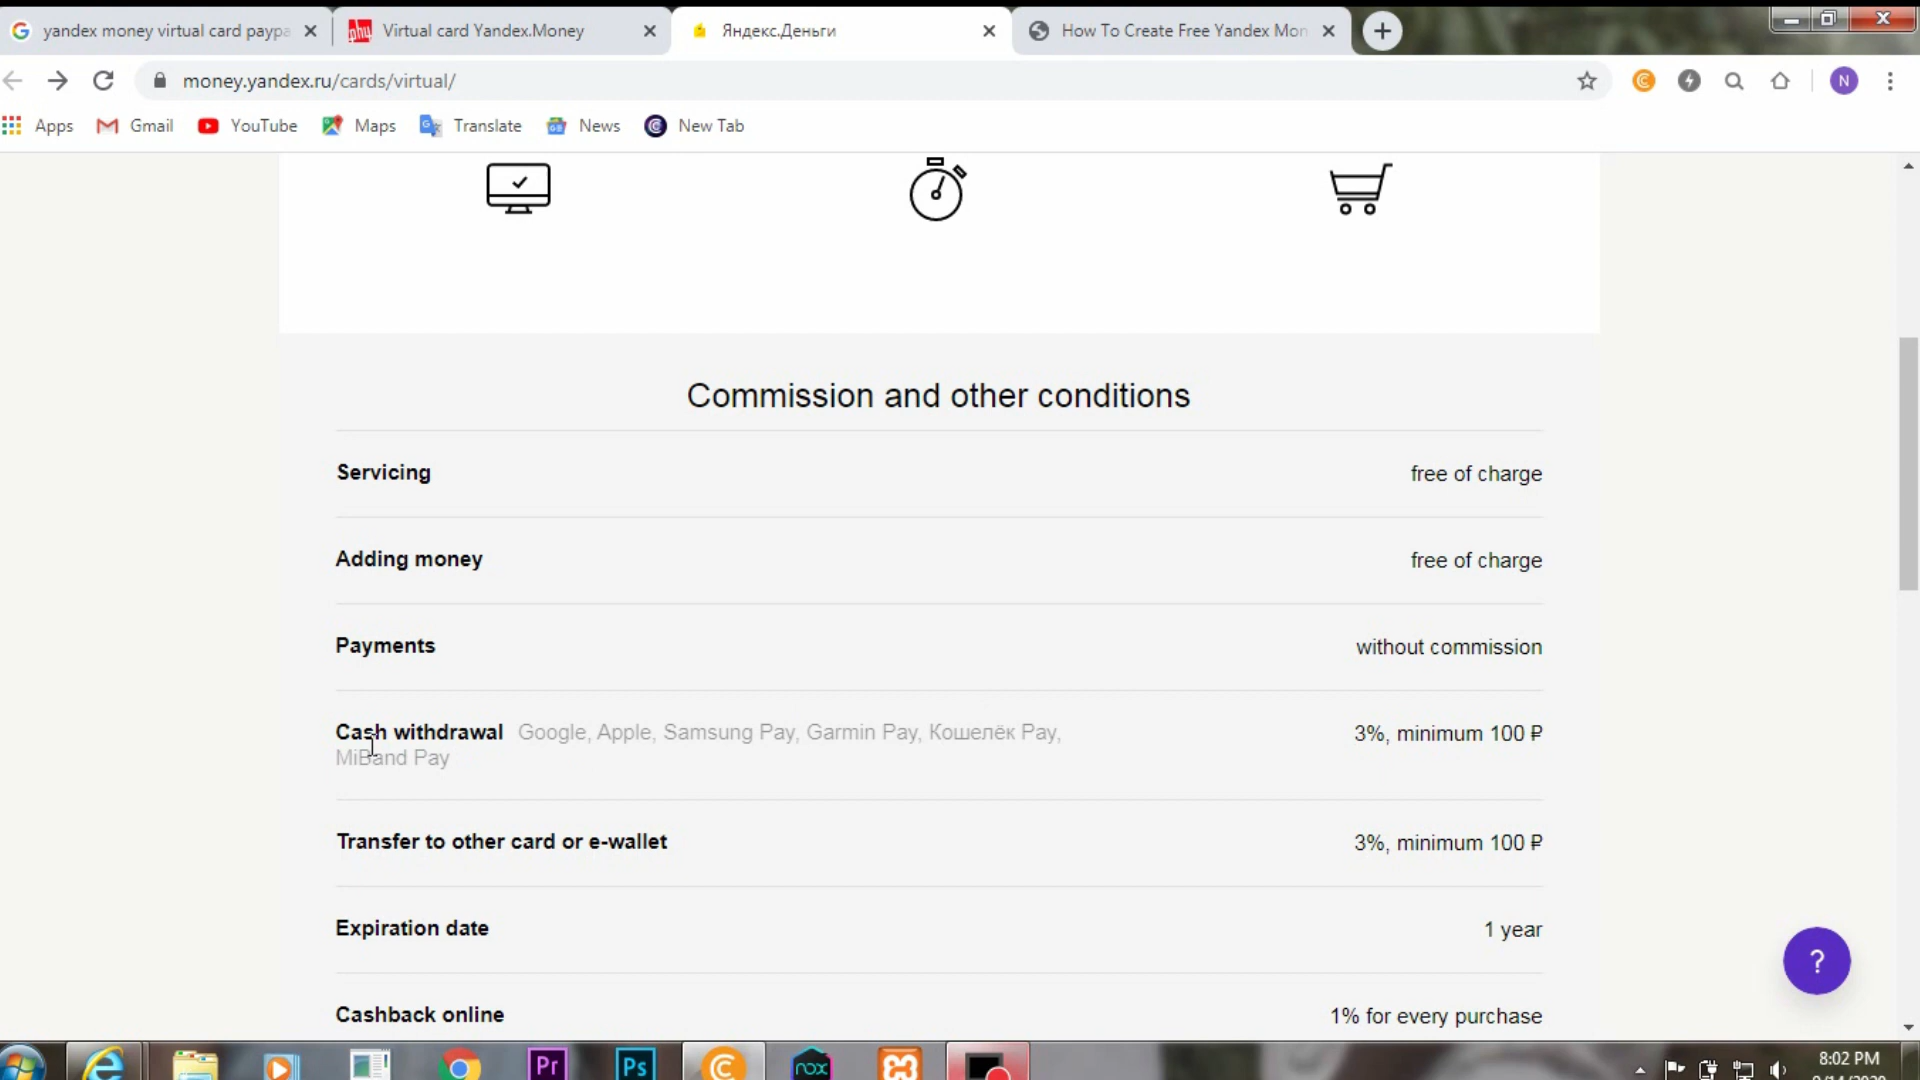 yandex money virtual card paypa
Virtual card Yandex.Money
Яндекс.Деньги
How To Create Free Yandex Mon
money.yandex.ru/cards/virtual/
N
Apps
Gmail
YouTube
Maps
Translate
News
New Tab
Commission and other conditions
Servicing
free of charge
Adding money
free of charge
Payments
without commission
Cash withdrawal Google, Apple, Samsung Pay, Garmin Pay, Кошелёк Pay,
MiBand Pay
3%, minimum 100 ₽
Transfer to other card or e-wallet
3%, minimum 100 ₽
Expiration date
1 year
?
Cashback online
1% for every purchase
Pr
Ps
nox
8:02 PM